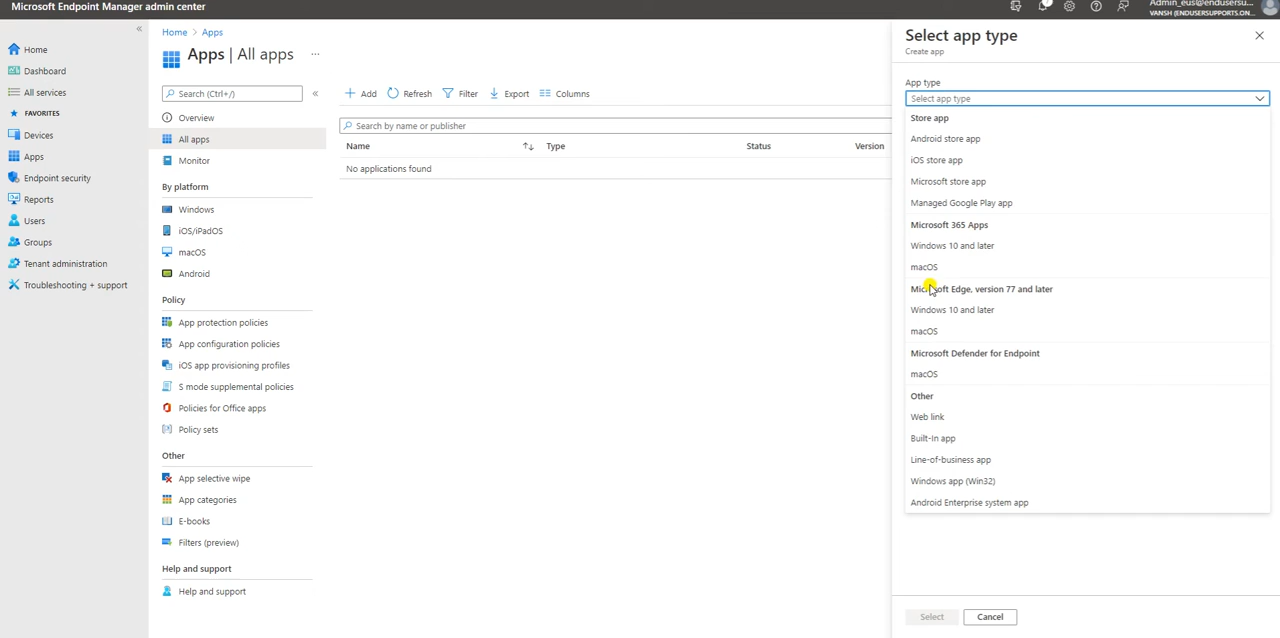 Microsoft Endpoint Manager admin center
Admin_eus@endusersu...
VANSH (ENDUSERSUPPORTS.ON...
Home
Dashboard
All services
FAVORITES
Devices
Apps
Endpoint security
Reports
Users
Groups
Tenant administration
Troubleshooting + support
Home > Apps
Apps | All apps ...
Search (Ctrl+/)
Overview
All apps
Monitor
By platform
Windows
iOS/iPadOS
macOS
Android
Policy
App protection policies
App configuration policies
iOS app provisioning profiles
S mode supplemental policies
Policies for Office apps
Policy sets
Other
App selective wipe
App categories
E-books
Filters (preview)
Help and support
Help and support
Add Refresh Filter Export Columns
Search by name or publisher
Name Type Status Version
No applications found
Select app type
Create app
App type
Select app type
Store app
Android store app
iOS store app
Microsoft store app
Managed Google Play app
Microsoft 365 Apps
Windows 10 and later
macOS
Microsoft Edge, version 77 and later
Windows 10 and later
macOS
Microsoft Defender for Endpoint
macOS
Other
Web link
Built-In app
Line-of-business app
Windows app (Win32)
Android Enterprise system app
Select Cancel